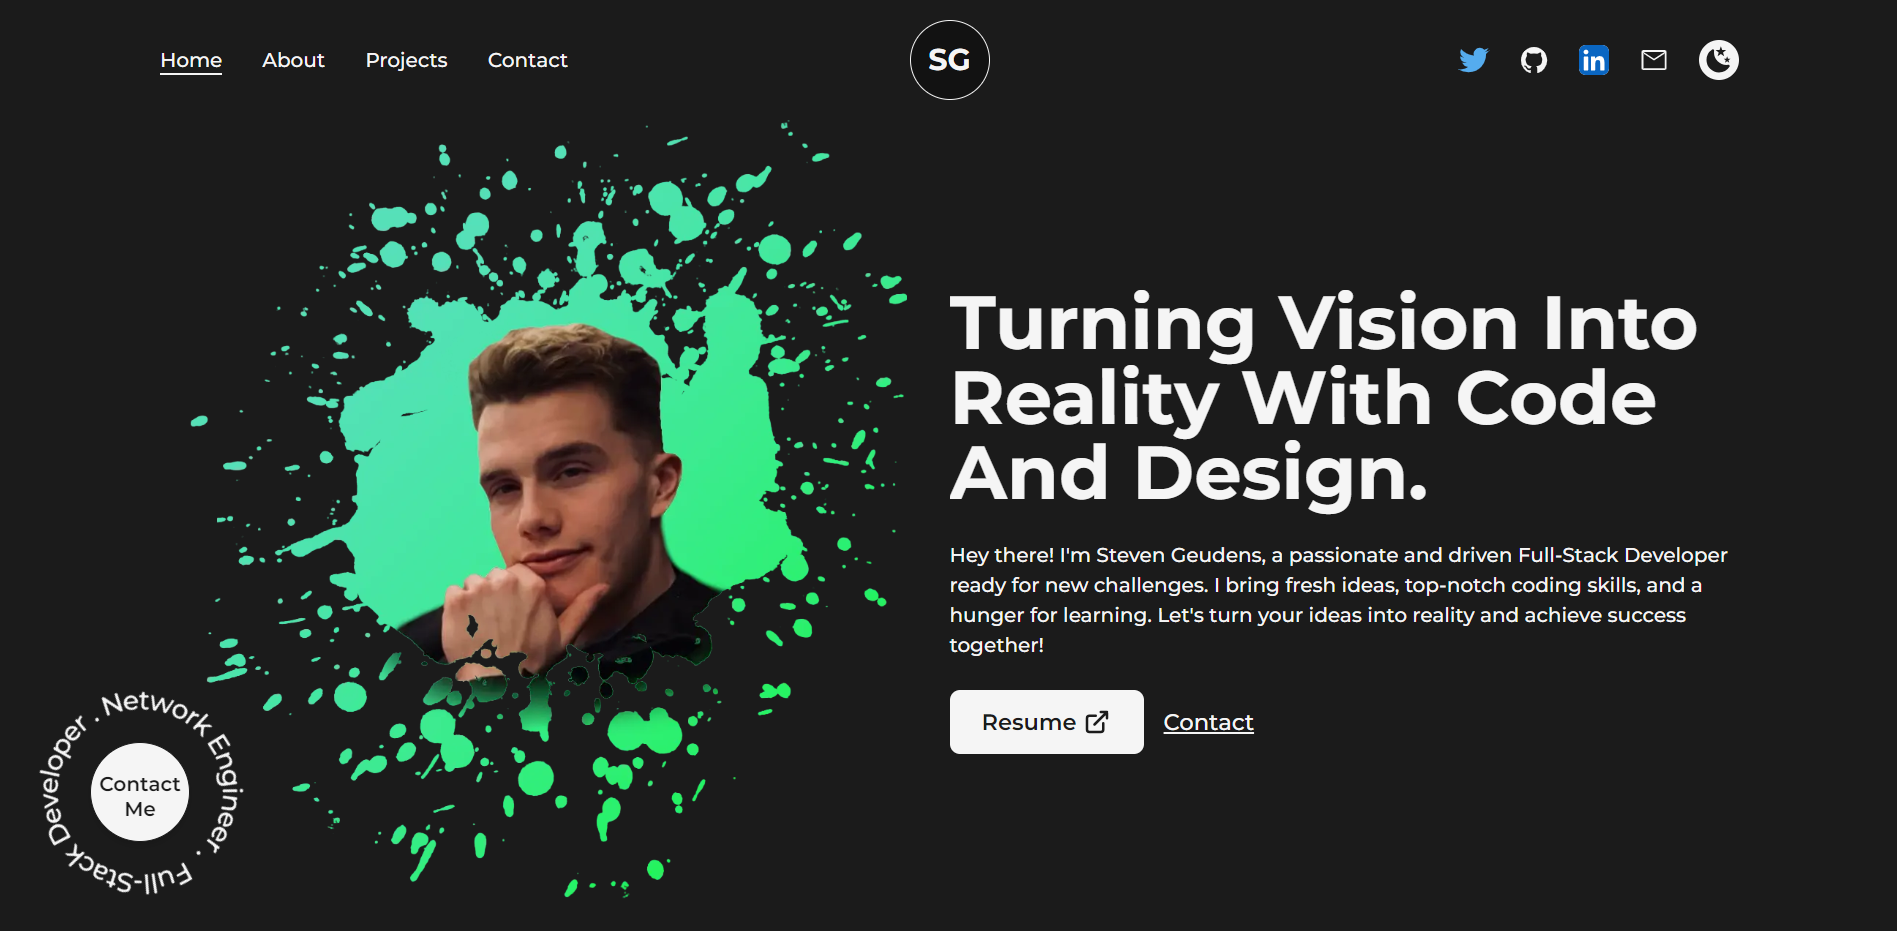 Home About Projects Contact
SG
in
Turning Vision Into
Reality With Code
And Design.
Hey there! I'm Steven Geudens, a passionate and driven Full-Stack Developer
ready for new challenges. I bring fresh ideas, top-notch coding skills, and a
hunger for learning. Let's turn your ideas into reality and achieve success
together!
Resume
Contact
Network Engineer . Full-Stack Developer .
Contact
Me